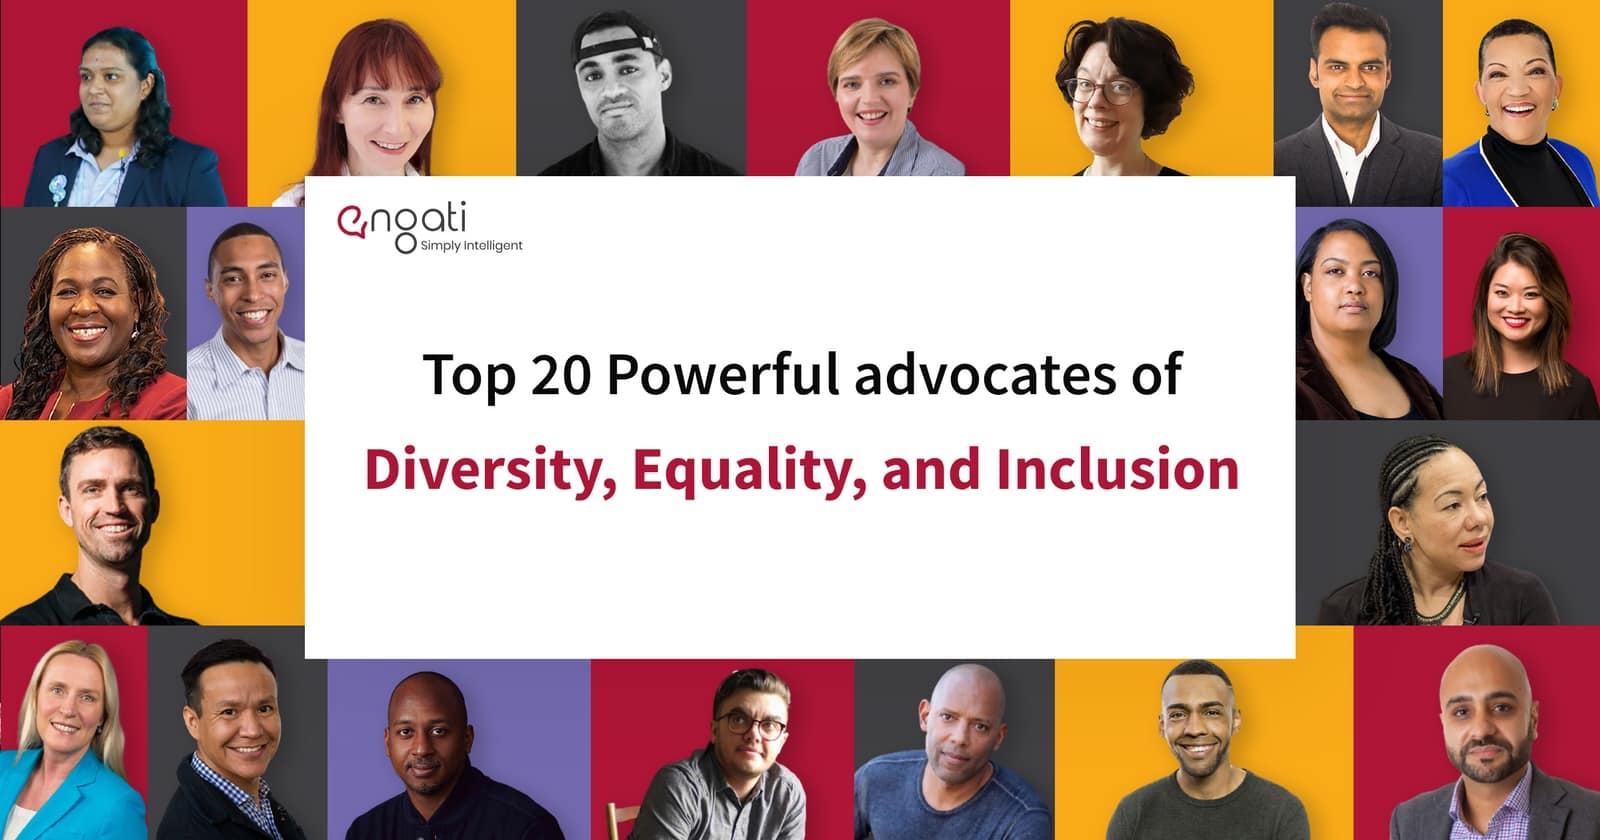 engati
Simply Intelligent
Top 20 Powerful advocates of
Diversity, Equality, and Inclusion